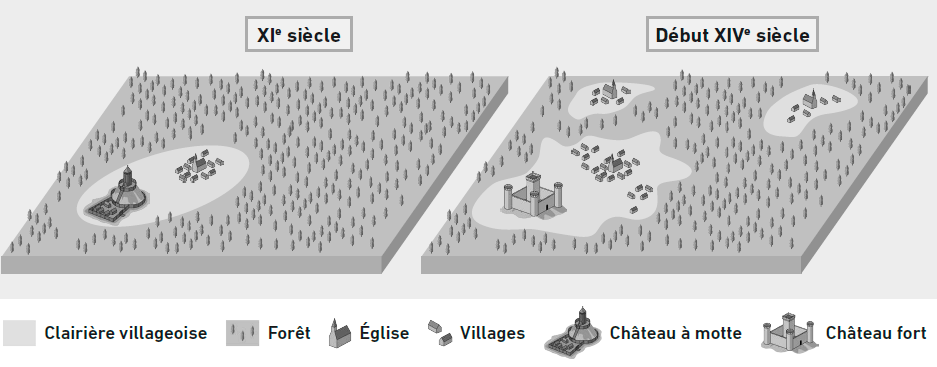 XIe siècle
Début XIVe siècle
Clairière villageoise
Forêt
Église
Villages
Château à motte
Château fort